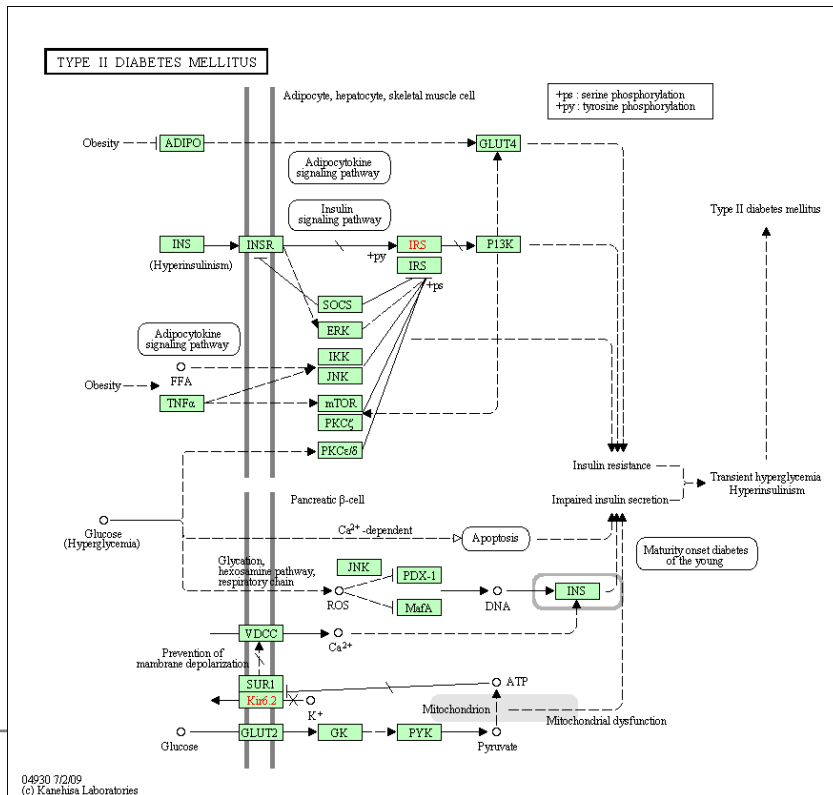 TYPE II DIABETES MELLITUS
Adipocyte, hepatocyte, skeletal muscle cell
+ps : serine phosphorylation
+py : tyrosine phosphorylation
Obesity
ADIPO
GLUT4
Adipocytokine
signaling pathway
Insulin
signaling pathway
Type II diabetes mellitus
INS
INSR
IRS
P13K
(Hyperinsulinism)
+py
IRS
+ps
SOCS
ERK
Adipocytokine
signaling pathway
IKK
FFA
JNK
Obesity
TNFα
mTOR
PKCζ
PKCε/δ
Insulin resistance
Transient hyperglycemia
Hyperinsulinism
Impaired insulin secretion
Pancreatic β-cell
Glucose
(Hyperglycemia)
Ca²⁺-dependent
Apoptosis
Maturity onset diabetes
of the young
Glycation,
hexosamine pathway,
respiratory chain
JNK
PDX-1
ROS
MafA
DNA
INS
VDCC
Ca²⁺
Prevention of
membrane depolarization
SUR1
ATP
Kir6.2
K⁺
Mitochondrion
Mitochondrial dysfunction
Glucose
GLUT2
GK
PYK
Pyruvate
04930 7/2/09
(c) Kanehisa Laboratories